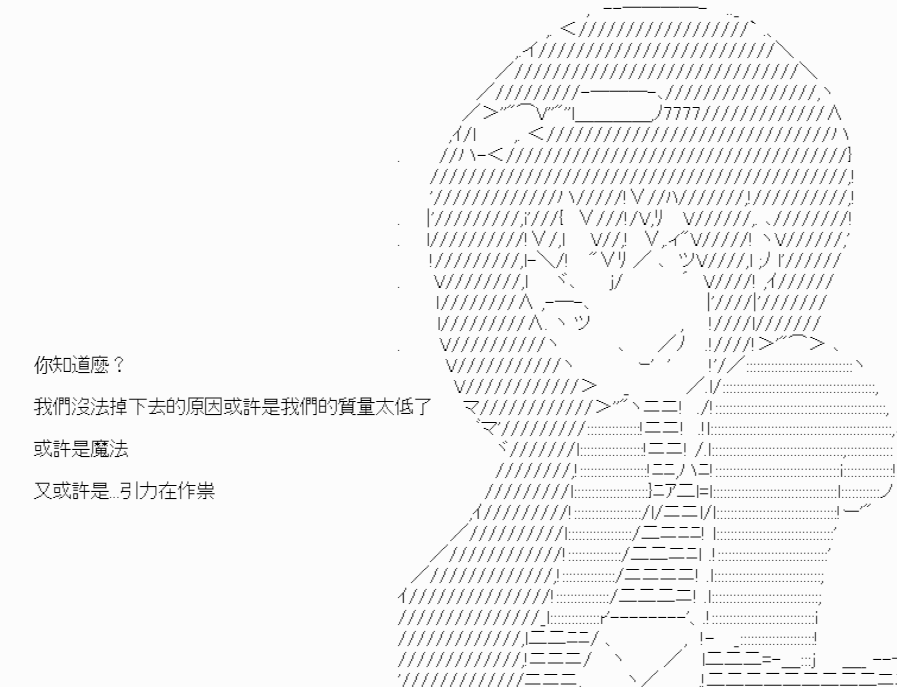 你知道麼？
我們沒法掉下去的原因或許是我們的質量太低了
或許是魔法
又或許是...引力在作祟